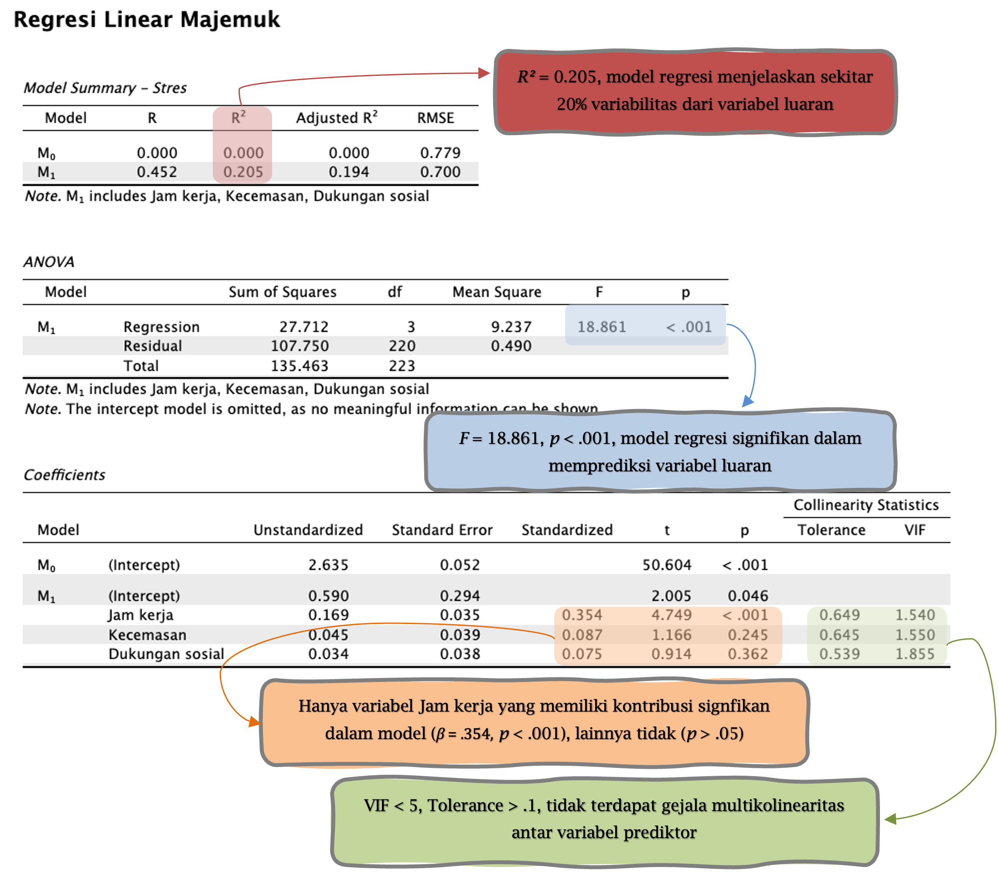 Regresi Linear Majemuk
R² = 0.205, model regresi menjelaskan sekitar
20% variabilitas dari variabel luaran
Model Summary – Stres
Model R R² Adjusted R² RMSE
M₀ 0.000 0.000 0.000 0.779
M₁ 0.452 0.205 0.194 0.700
Note. M₁ includes Jam kerja, Kecemasan, Dukungan sosial
ANOVA
Model Sum of Squares df Mean Square F p
M₁ Regression 27.712 3 9.237 18.861 < .001
Residual 107.750 220 0.490
Total 135.463 223
Note. M₁ includes Jam kerja, Kecemasan, Dukungan sosial
Note. The intercept model is omitted, as no meaningful information can be shown
F = 18.861, p < .001, model regresi signifikan dalam
memprediksi variabel luaran
Coefficients
Collinearity Statistics
Model Unstandardized Standard Error Standardized t p Tolerance VIF
M₀ (Intercept) 2.635 0.052 50.604 < .001
M₁ (Intercept) 0.590 0.294 2.005 0.046
Jam kerja 0.169 0.035 0.354 4.749 < .001 0.649 1.540
Kecemasan 0.045 0.039 0.087 1.166 0.245 0.645 1.550
Dukungan sosial 0.034 0.038 0.075 0.914 0.362 0.539 1.855
Hanya variabel Jam kerja yang memiliki kontribusi signfikan
dalam model (β = .354, p < .001), lainnya tidak (p > .05)
VIF < 5, Tolerance > .1, tidak terdapat gejala multikolinearitas
antar variabel prediktor